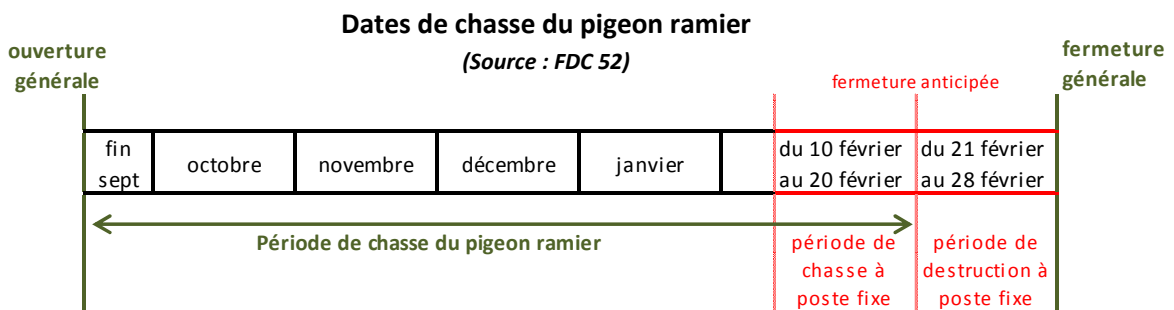 Dates de chasse du pigeon ramier
(Source : FDC 52)
ouverture
générale
fermeture
générale
fermeture anticipée
fin
sept
octobre
novembre
décembre
janvier
du 10 février
au 20 février
du 21 février
au 28 février
Période de chasse du pigeon ramier
période de
chasse à
poste fixe
période de
destruction à
poste fixe